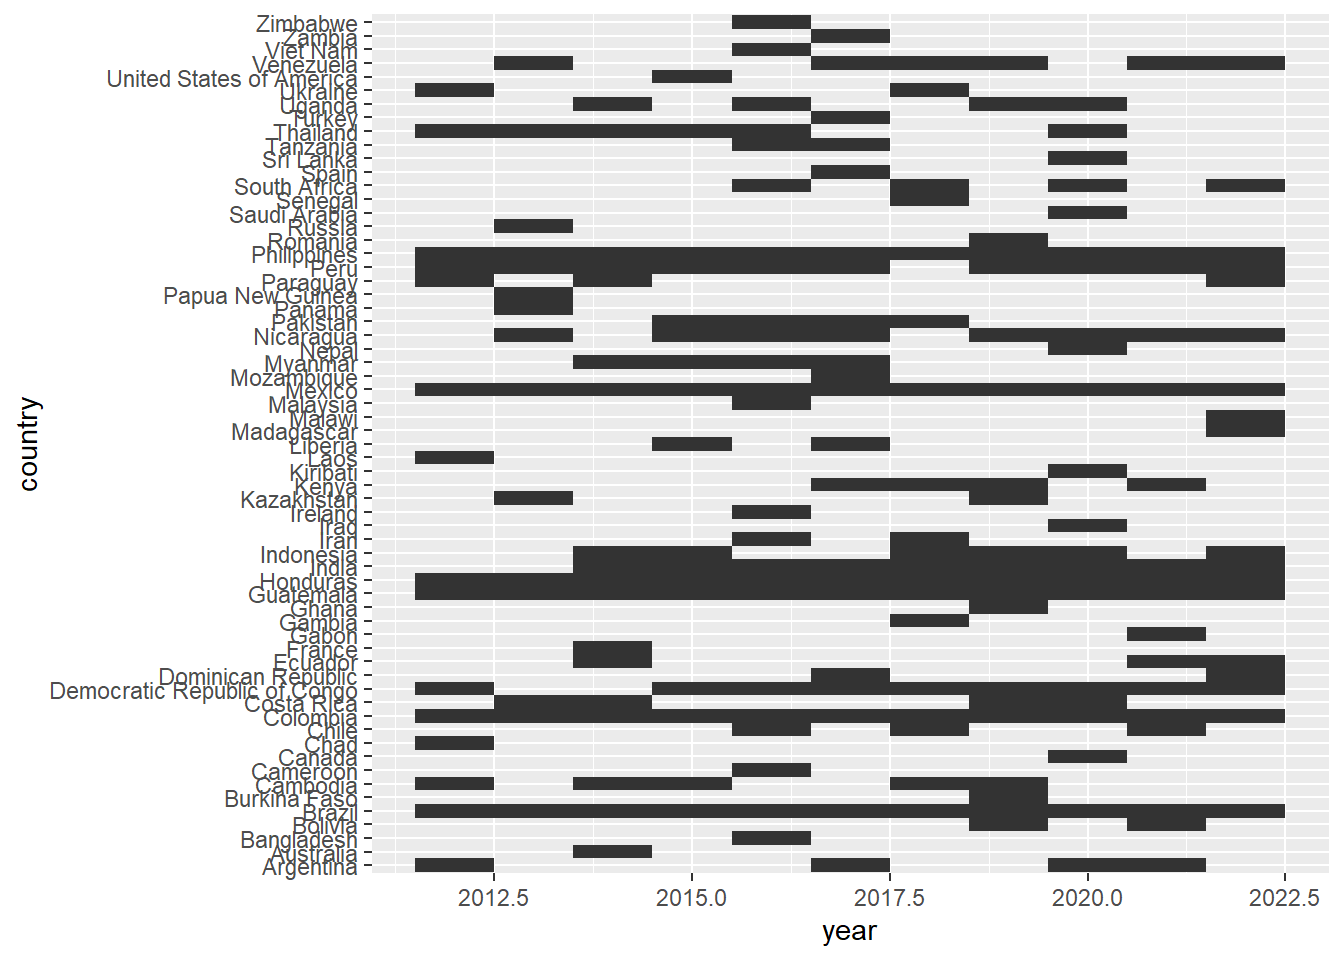 Zimbabwe
Zambia
Viet Nam
Venezuela
United States of America
Ukraine
Uganda
Turkey
Thailand
Tanzania
Sri Lanka
Spain
South Africa
Senegal
Saudi Arabia
Russia
Romania
Philippines
Peru
Paraguay
Papua New Guinea
Panama
Pakistan
Nicaragua
Nepal
Myanmar
Mozambique
Mexico
Malaysia
Malawi
Madagascar
Liberia
Laos
Kiribati
Kenya
Kazakhstan
Ireland
Iraq
Iran
Indonesia
India
Honduras
Guatemala
Ghana
Gambia
Gabon
France
Ecuador
Dominican Republic
Democratic Republic of Congo
Costa Rica
Colombia
Chile
Chad
Canada
Cameroon
Cambodia
Burkina Faso
Brazil
Bolivia
Bangladesh
Australia
Argentina
country
2012.5 2015.0 2017.5 2020.0 2022.5
year